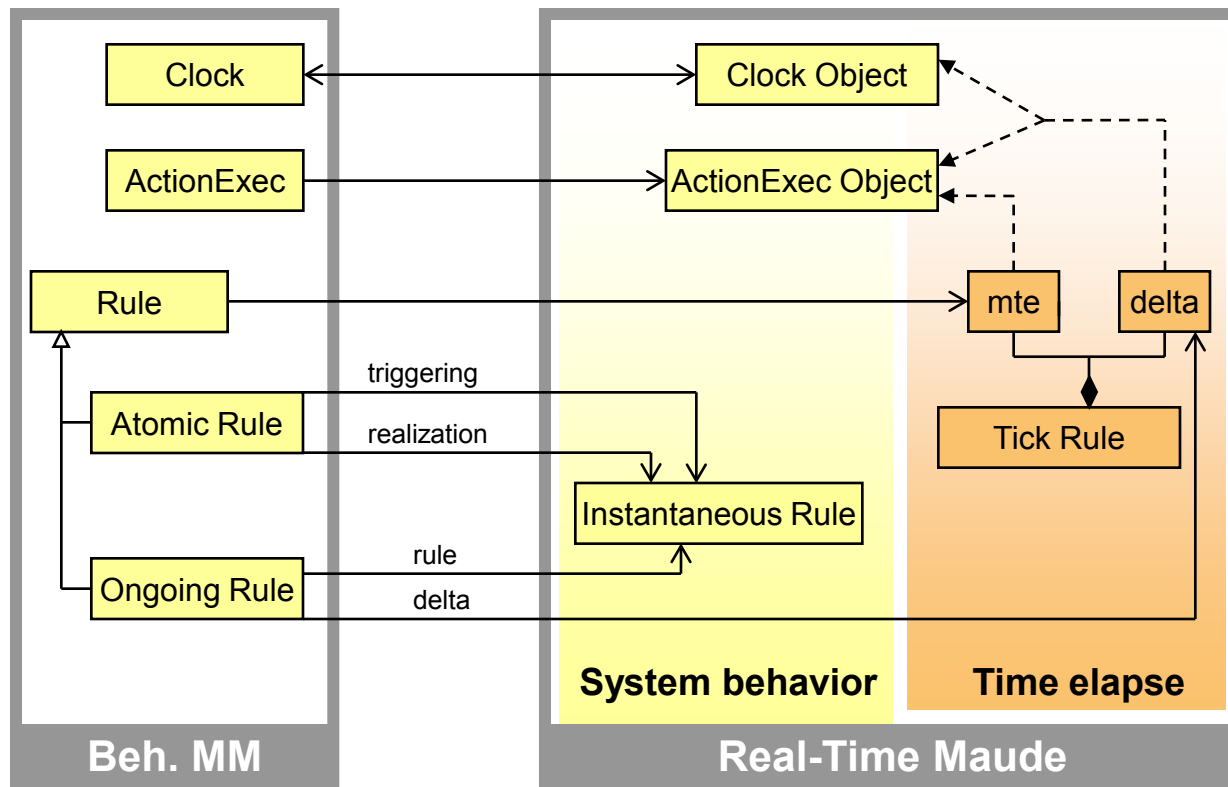 Clock
Clock Object
ActionExec
ActionExec Object
Rule
mte
delta
triggering
Atomic Rule
realization
Tick Rule
Instantaneous Rule
rule
Ongoing Rule
delta
System behavior
Time elapse
Beh. MM
Real-Time Maude